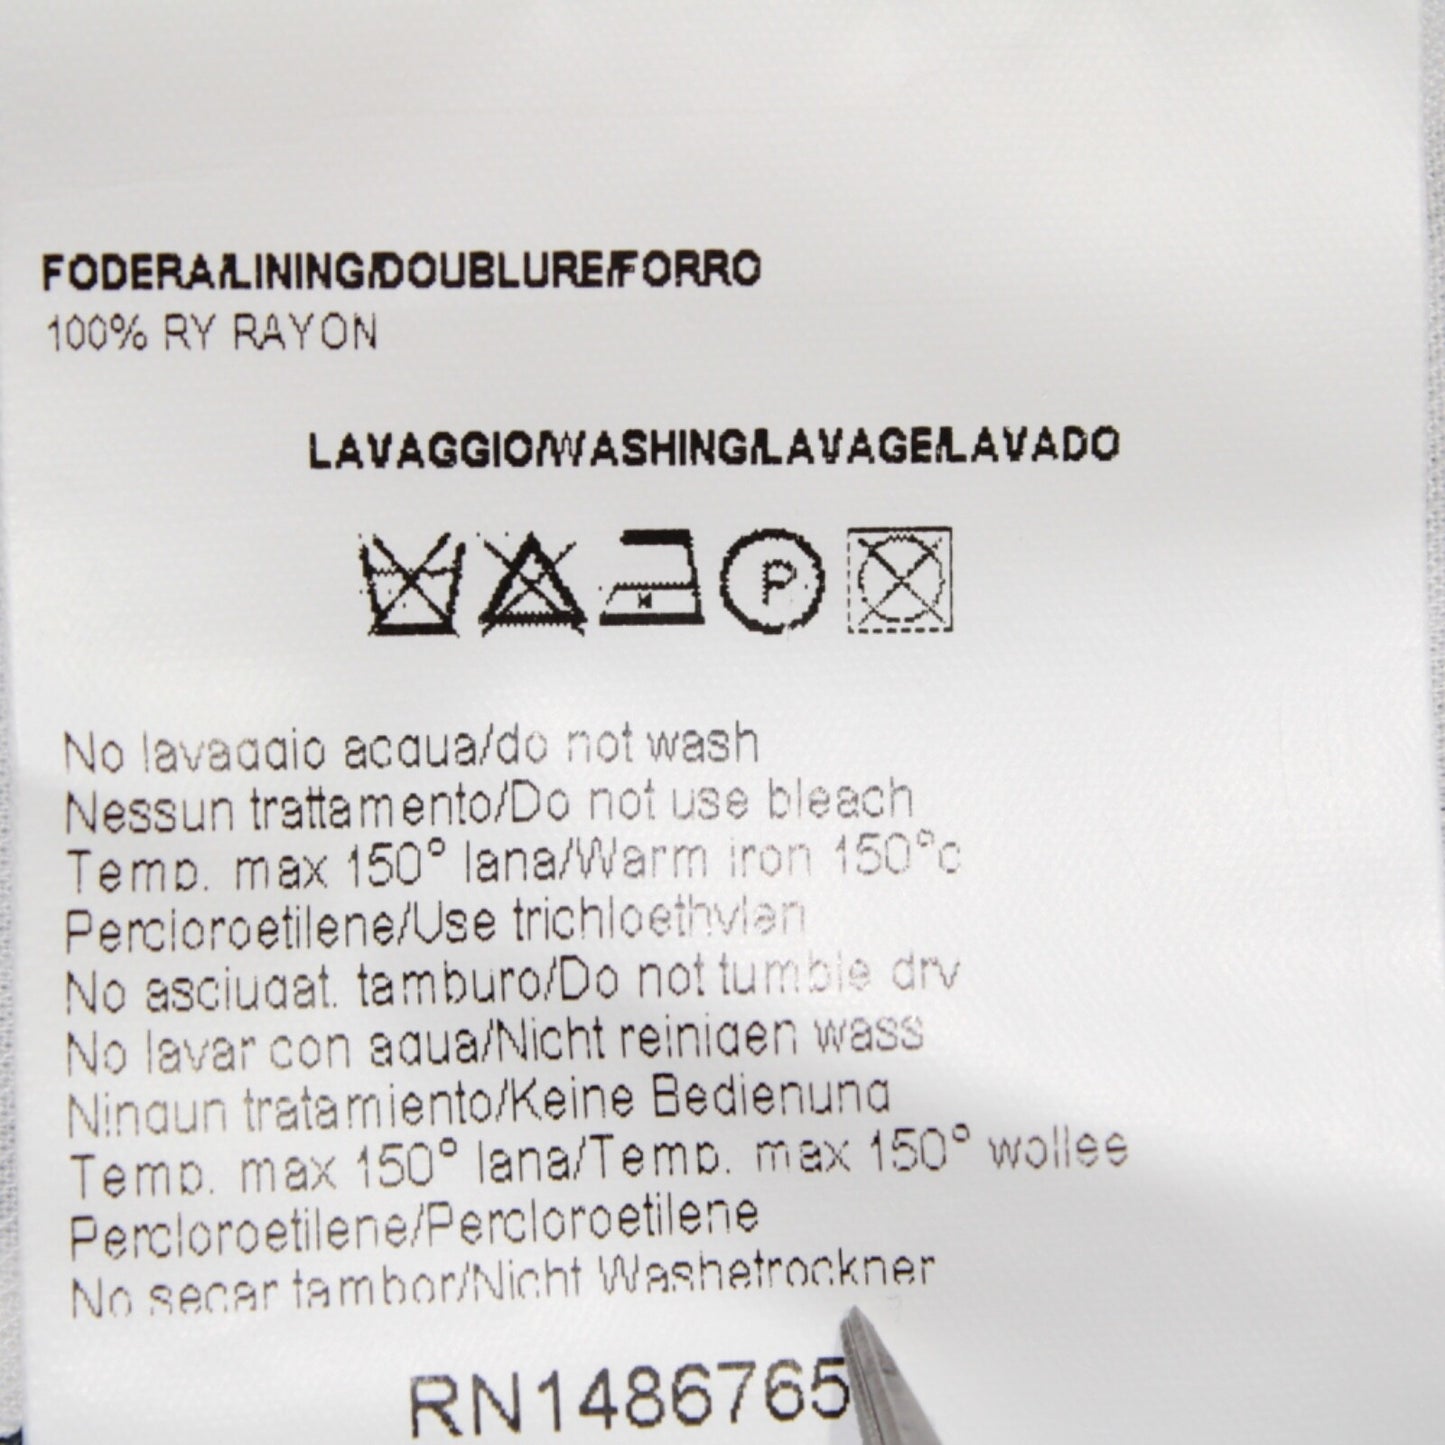 FODERA/LINING/DOUBLURE/FORRO
100% RY RAYON
LAVAGGIO/WASHING/LAVAGE/LAVADO
P
No lavaggio acqua/do not wash
Nessun trattamento/Do not use bleach
Temp. max 150° lana/Warm iron 150°c
Percloroetilene/Use trichloethylen
No asciugat. tamburo/Do not tumble dry
No lavar con agua/Nicht reinigen wass
Ningun tratamiento/Keine Bedienung
Temp. max 150° lana/Temp. max 150° wollee
Percloroetilene/Percloroetilene
No secar tambor/Nicht Washetrockner
RN1486765